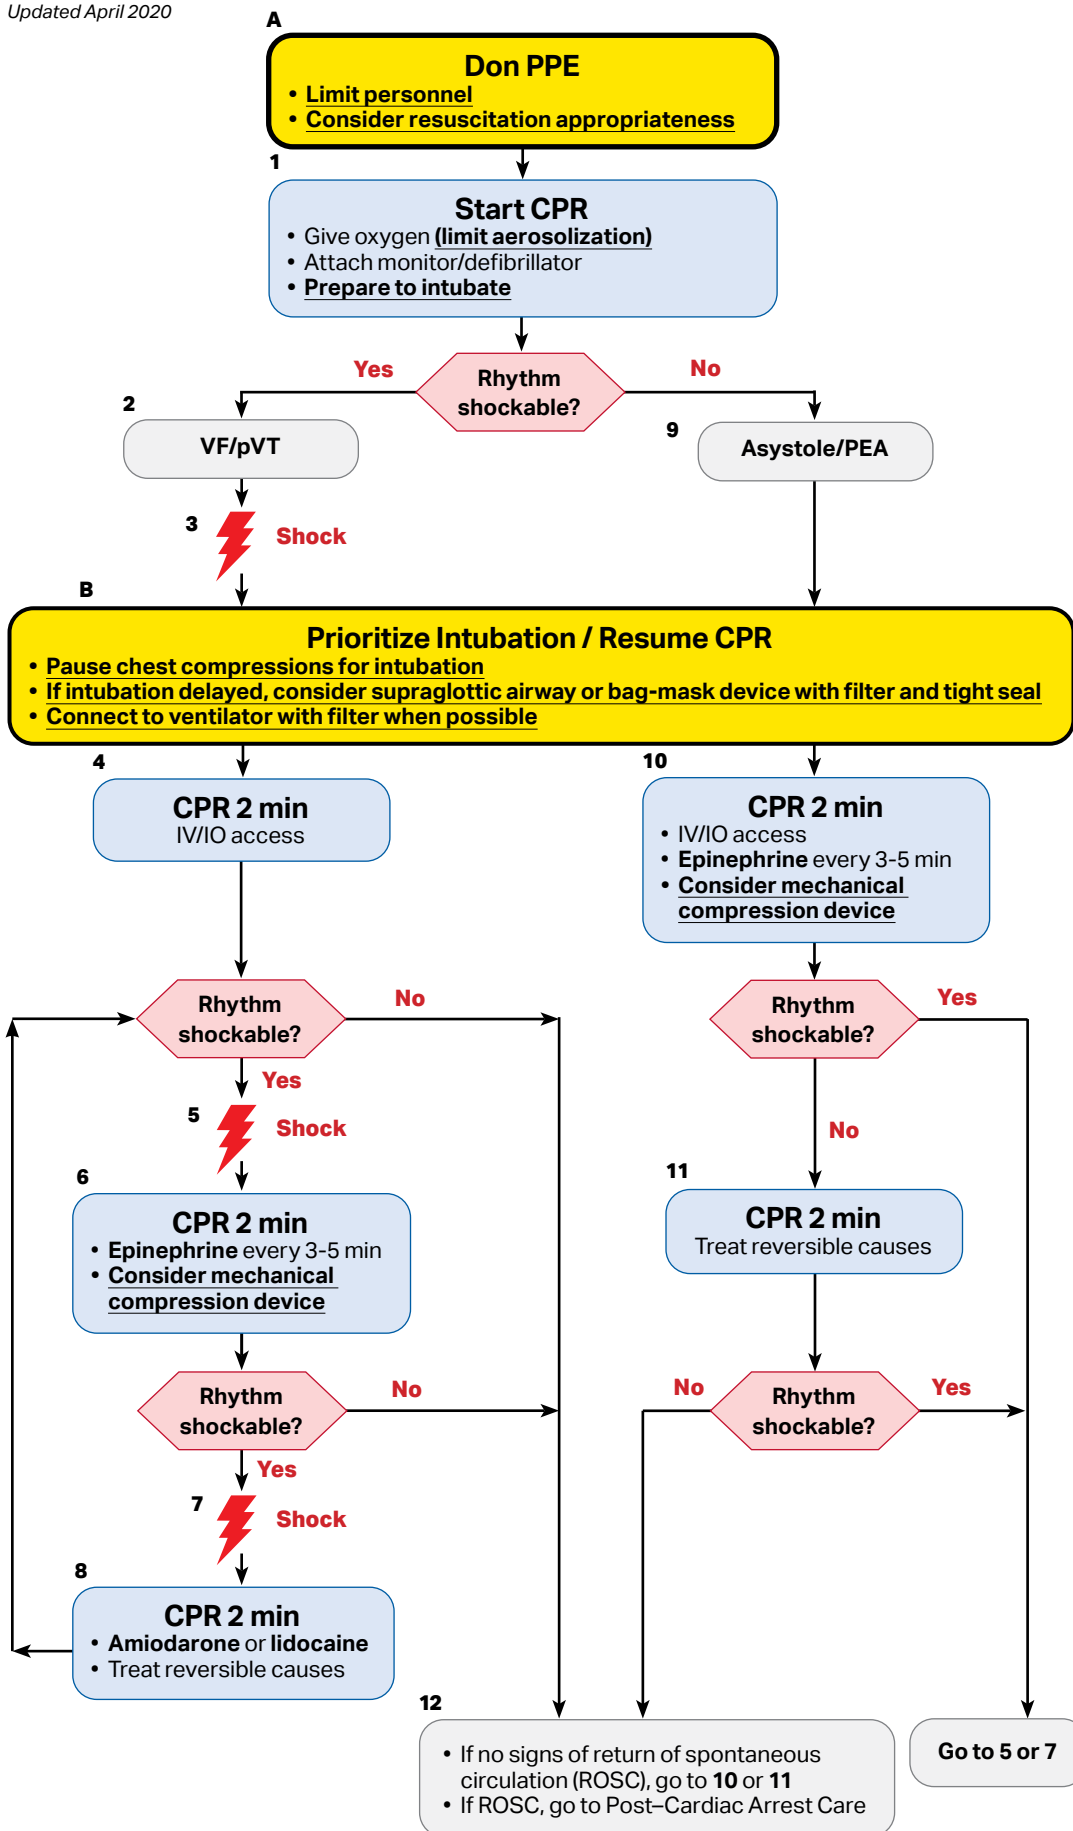 Updated April 2020
A
Don PPE
• Limit personnel
• Consider resuscitation appropriateness
1
Start CPR
• Give oxygen (limit aerosolization)
• Attach monitor/defibrillator
• Prepare to intubate
Rhythm
shockable?
Yes
No
2
VF/pVT
9
Asystole/PEA
3
Shock
B
Prioritize Intubation / Resume CPR
• Pause chest compressions for intubation
• If intubation delayed, consider supraglottic airway or bag-mask device with filter and tight seal
• Connect to ventilator with filter when possible
4
CPR 2 min
IV/IO access
10
CPR 2 min
• IV/IO access
• Epinephrine every 3-5 min
• Consider mechanical
compression device
Rhythm
shockable?
No
Yes
Rhythm
shockable?
Yes
No
5
Shock
6
CPR 2 min
• Epinephrine every 3-5 min
• Consider mechanical
compression device
11
CPR 2 min
Treat reversible causes
Rhythm
shockable?
No
Yes
No
Rhythm
shockable?
Yes
7
Shock
8
CPR 2 min
• Amiodarone or lidocaine
• Treat reversible causes
12
• If no signs of return of spontaneous
circulation (ROSC), go to 10 or 11
• If ROSC, go to Post–Cardiac Arrest Care
Go to 5 or 7